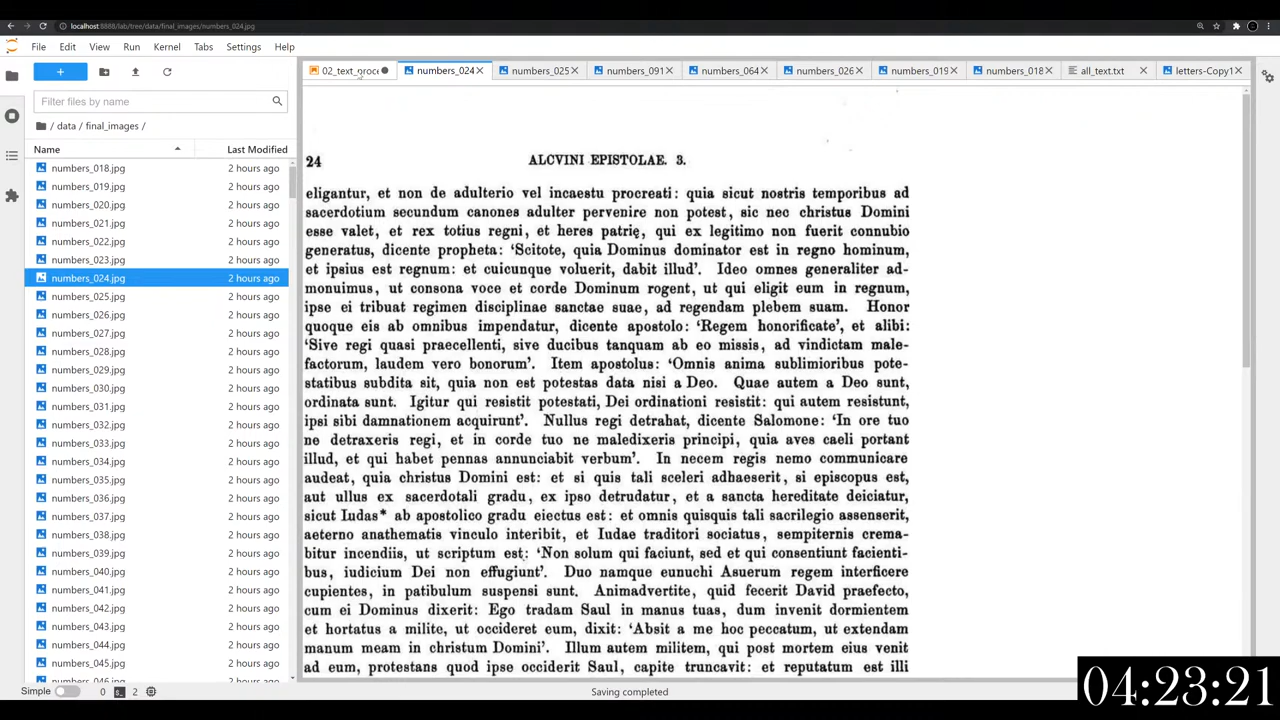 localhost:8888/lab/tree/data/final_images/numbers_024.jpg
File Edit View Run Kernel Tabs Settings Help
02_text_proce numbers_024 numbers_025 numbers_091 numbers_064 numbers_026 numbers_019 numbers_018 all_text.txt letters-Copy1
Filter files by name
/ data / final_images /
Name Last Modified
numbers_018.jpg 2 hours ago
numbers_019.jpg 2 hours ago
numbers_020.jpg 2 hours ago
numbers_021.jpg 2 hours ago
numbers_022.jpg 2 hours ago
numbers_023.jpg 2 hours ago
numbers_024.jpg 2 hours ago
numbers_025.jpg 2 hours ago
numbers_026.jpg 2 hours ago
numbers_027.jpg 2 hours ago
numbers_028.jpg 2 hours ago
numbers_029.jpg 2 hours ago
numbers_030.jpg 2 hours ago
numbers_031.jpg 2 hours ago
numbers_032.jpg 2 hours ago
numbers_033.jpg 2 hours ago
numbers_034.jpg 2 hours ago
numbers_035.jpg 2 hours ago
numbers_036.jpg 2 hours ago
numbers_037.jpg 2 hours ago
numbers_038.jpg 2 hours ago
numbers_039.jpg 2 hours ago
numbers_040.jpg 2 hours ago
numbers_041.jpg 2 hours ago
numbers_042.jpg 2 hours ago
numbers_043.jpg 2 hours ago
numbers_044.jpg 2 hours ago
numbers_045.jpg 2 hours ago
numbers_046.jpg 2 hours ago
24 ALCVINI EPISTOLAE. 3.
eligantur, et non de adulterio vel incaestu procreati: quia sicut nostris temporibus ad
sacerdotium secundum canones adulter pervenire non potest, sic nec christus Domini
esse valet, et rex totius regni, et heres patrię, qui ex legitimo non fuerit connubio
generatus, dicente propheta: ‘Scitote, quia Dominus dominator est in regno hominum,
et ipsius est regnum: et cuicunque voluerit, dabit illud’. Ideo omnes generaliter ad-
monuimus, ut consona voce et corde Dominum rogent, ut qui eligit eum in regnum,
ipse ei tribuat regimen disciplinae sanctae suae, ad regendam plebem suam. Honor
quoque eis ab omnibus impendatur, dicente apostolo: ‘Regem honorificate’, et alibi:
‘Sive regi quasi praecellenti, sive ducibus tanquam ab eo missis, ad vindictam male-
factorum, laudem vero bonorum’. Item apostolus: ‘Omnis anima sublimioribus pote-
statibus subdita sit, quia non est potestas data nisi a Deo. Quae autem a Deo sunt,
ordinata sunt. Igitur qui resistit potestati, Dei ordinationi resistit: qui autem resistunt,
ipsi sibi damnationem acquirunt’. Nullus regi detrahat, dicente Salomone: ‘In ore tuo
ne detraxeris regi, et in corde tuo ne maledixeris principi, quia aves caeli portant
illud, et qui habet pennas annunciabit verbum’. In necem regis nemo communicare
audeat, quia christus Domini est: et si quis tali sceleri adhaeserit, si episcopus est,
aut ullus ex sacerdotali gradu, ex ipso detrudatur, et a sancta hereditate deiciatur,
sicut Iudas* ab apostolico gradu eiectus est: et omnis quisquis tali sacrilegio assenserit,
aeterno anathematis vinculo interibit, et Iudae traditori sociatus, sempiternis crema-
bitur incendiis, ut scriptum est: ‘Non solum qui faciunt, sed et qui consentiunt facienti-
bus, iudicium Dei non effugiunt’. Duo namque eunuchi Asuerum regem interficere
cupientes, in patibulum suspensi sunt. Animadvertite, quid fecerit David praefecto,
cum ei Dominus dixerit: Ego tradam Saul in manus tuas, dum invenit dormientem
et hortatus a milite, ut occideret eum, dixit: ‘Absit a me hoc peccatum, ut extendam
manum meam in christum Domini’. Illum autem militem, qui post mortem eius venit
ad eum, protestans quod ipse occiderit Saul, capite truncavit: et reputatum est illi
Simple 0 2 Saving completed
04:23:21